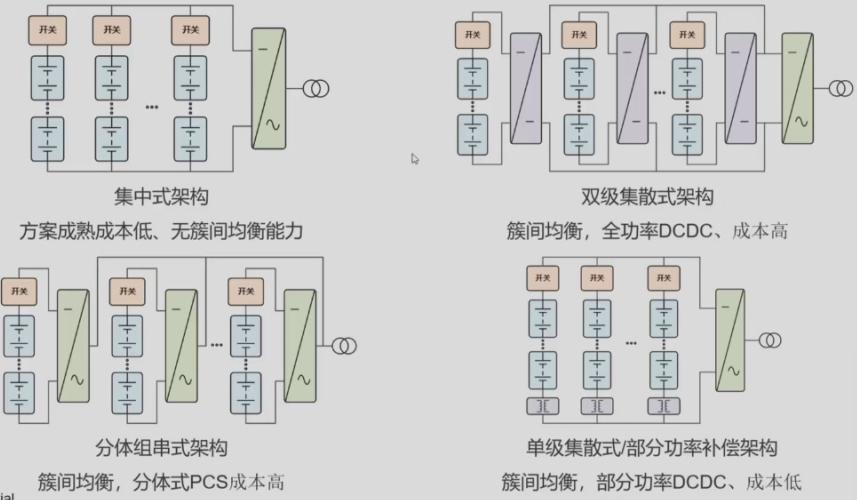 开关 开关 开关
集中式架构
方案成熟成本低、无簇间均衡能力
开关 开关 开关
双级集散式架构
簇间均衡，全功率DCDC、成本高
开关 开关 开关
分体组串式架构
簇间均衡，分体式PCS成本高
开关 开关 开关
单级集散式/部分功率补偿架构
簇间均衡，部分功率DCDC、成本低